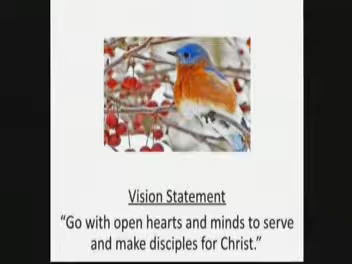 Vision Statement
“Go with open hearts and minds to serve
and make disciples for Christ.”